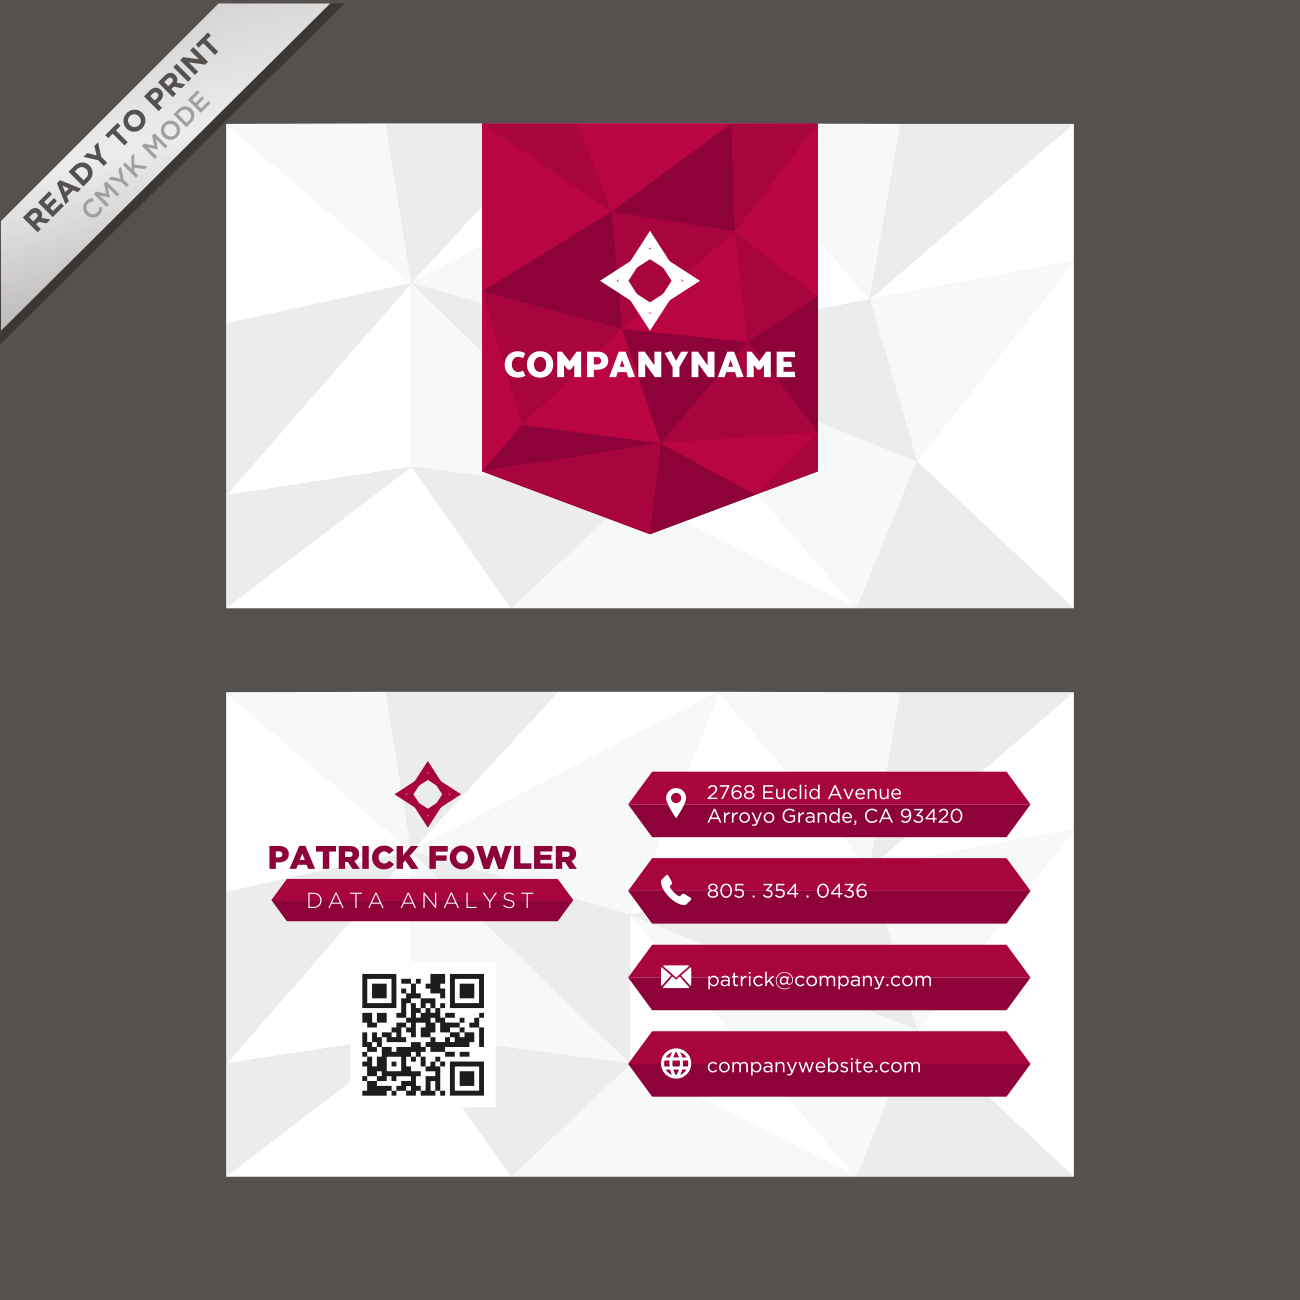 READY TO PRINT
CMYK MODE
COMPANYNAME
PATRICK FOWLER
DATA ANALYST
2768 Euclid Avenue
Arroyo Grande, CA 93420
805 . 354 . 0436
patrick@company.com
companywebsite.com